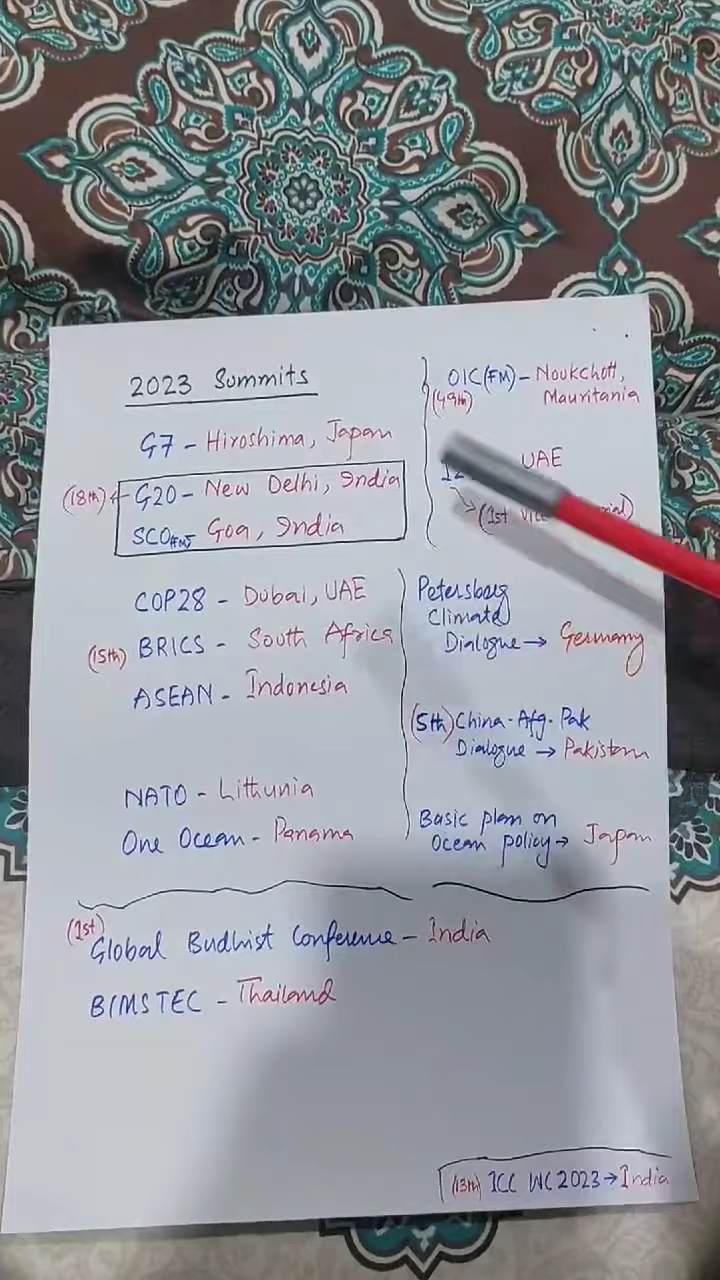 2023 Summits
G7 - Hiroshima, Japan
(18th) G20 - New Delhi, India
SCO(FM) - Goa, India
COP28 - Dubai, UAE
(15th) BRICS - South Africa
ASEAN - Indonesia
NATO - Lithunia
One Ocean - Panama
OIC(FM) - Noukchott,
(49th) Mauritania
UAE
(1st
Petersburg
Climate
Dialogue → Germany
(5th) China-Afg-Pak
Dialogue → Pakistan
Basic plan on
Ocean policy → Japan
(1st)
Global Budhist Conference - India
BIMSTEC - Thailand
(13th) ICC WC2023 → India